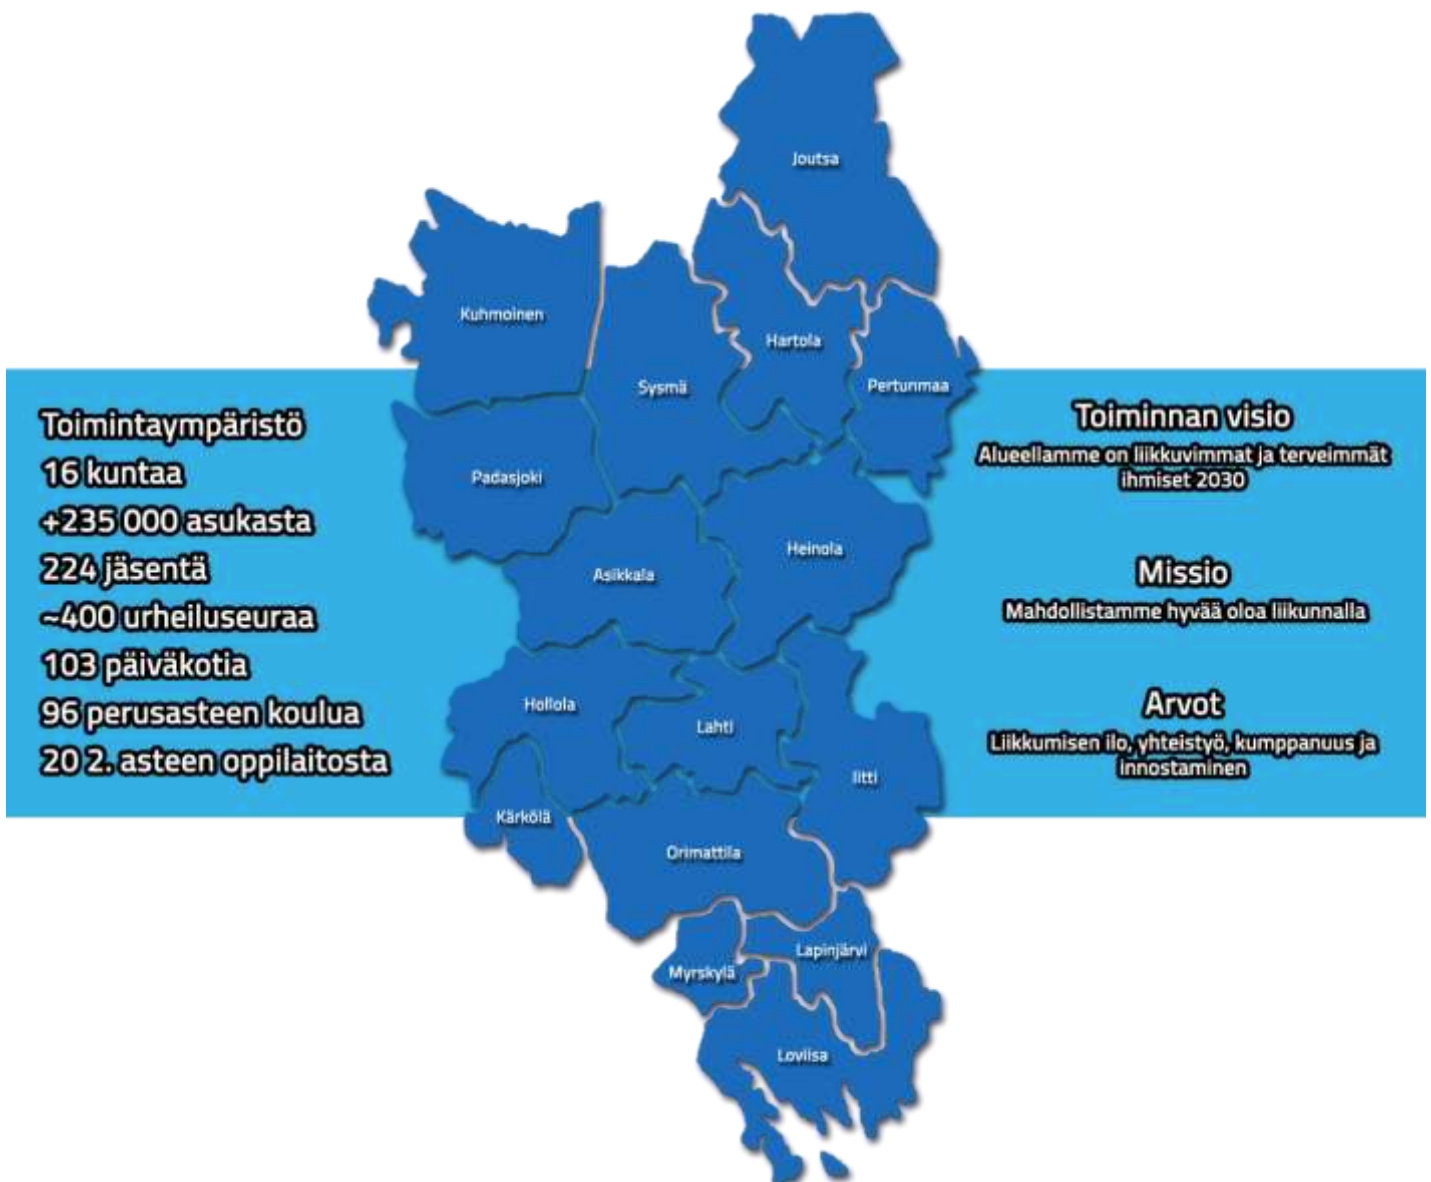 Joutsa
Kuhmoinen
Hartola
Sysmä
Pertunmaa
Padasjoki
Heinola
Asikkala
Hollola
Lahti
Iitti
Kärkölä
Orimattila
Lapinjärvi
Myrskylä
Loviisa
Toimintaympäristö
16 kuntaa
+235 000 asukasta
224 jäsentä
~400 urheiluseuraa
103 päiväkotia
96 perusasteen koulua
20 2. asteen oppilaitosta
Toiminnan visio
Alueellamme on liikkuvimmat ja terveimmät
ihmiset 2030
Missio
Mahdollistamme hyvää oloa liikunnalla
Arvot
Liikkumisen ilo, yhteistyö, kumppanuus ja
innostaminen